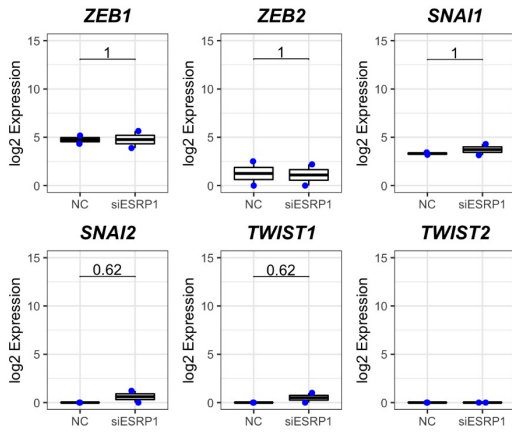 ZEB1
ZEB2
SNAI1
log2 Expression
15
10
5
0
1
NC
siESRP1
log2 Expression
15
10
5
0
1
NC
siESRP1
log2 Expression
15
10
5
0
1
NC
siESRP1
SNAI2
TWIST1
TWIST2
log2 Expression
15
10
5
0
0.62
NC
siESRP1
log2 Expression
15
10
5
0
0.62
NC
siESRP1
log2 Expression
15
10
5
0
NC
siESRP1